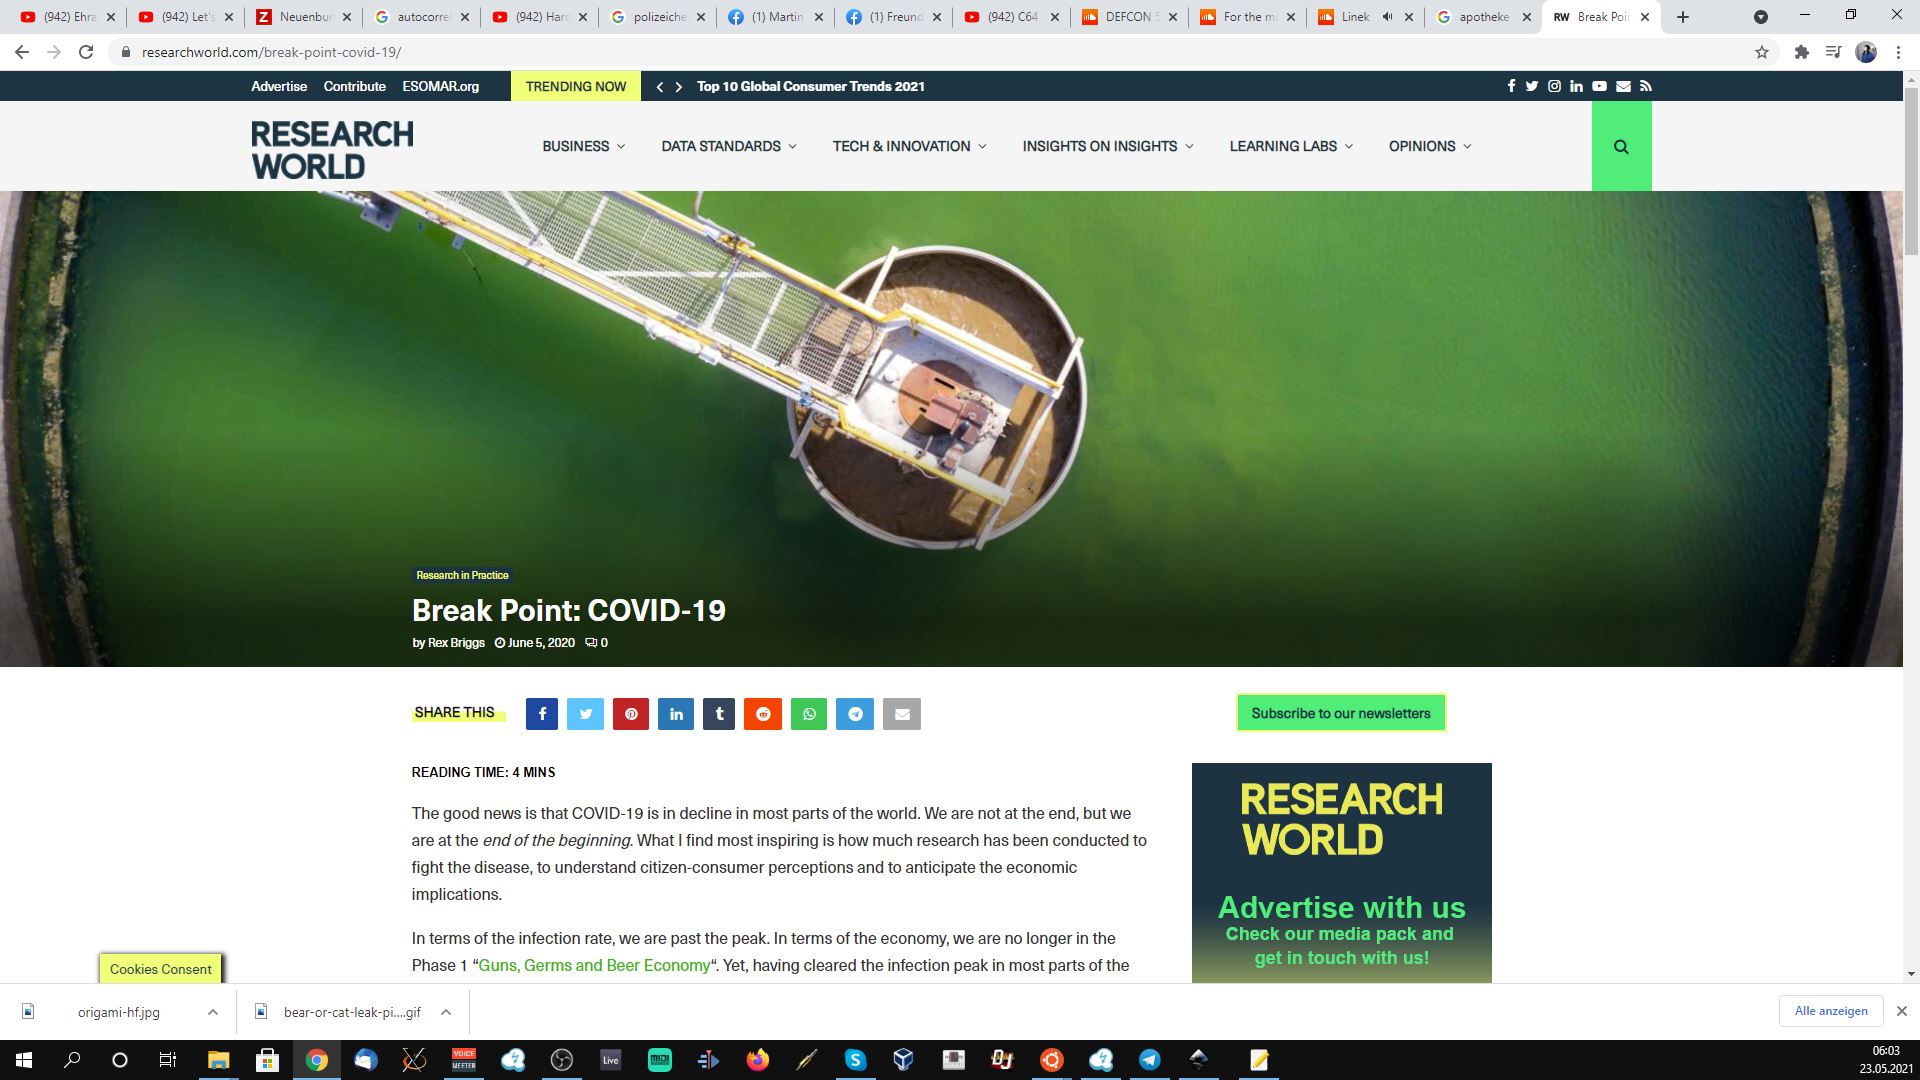 (942) Ehra
(942) Let's
Neuenbur
autocorrel
(942) Hard
polizeiche
(1) Martin
(1) Freund
(942) C64
DEFCON 5
For the m
Linek
apotheke
RW Break Poin
researchworld.com/break-point-covid-19/
Advertise Contribute ESOMAR.org TRENDING NOW Top 10 Global Consumer Trends 2021
RESEARCH
WORLD
BUSINESS DATA STANDARDS TECH & INNOVATION INSIGHTS ON INSIGHTS LEARNING LABS OPINIONS
Research in Practice
Break Point: COVID-19
by Rex Briggs June 5, 2020 0
SHARE THIS
Subscribe to our newsletters
READING TIME: 4 MINS
The good news is that COVID-19 is in decline in most parts of the world. We are not at the end, but we
are at the end of the beginning. What I find most inspiring is how much research has been conducted to
fight the disease, to understand citizen-consumer perceptions and to anticipate the economic
implications.
In terms of the infection rate, we are past the peak. In terms of the economy, we are no longer in the
Phase 1 “Guns, Germs and Beer Economy“. Yet, having cleared the infection peak in most parts of the
RESEARCH
WORLD
Advertise with us
Check our media pack and
get in touch with us!
Cookies Consent
origami-hf.jpg
bear-or-cat-leak-pi....gif
Alle anzeigen
VOICE
MEETER
Live
MIDI
DJ
06:03
23.05.2021